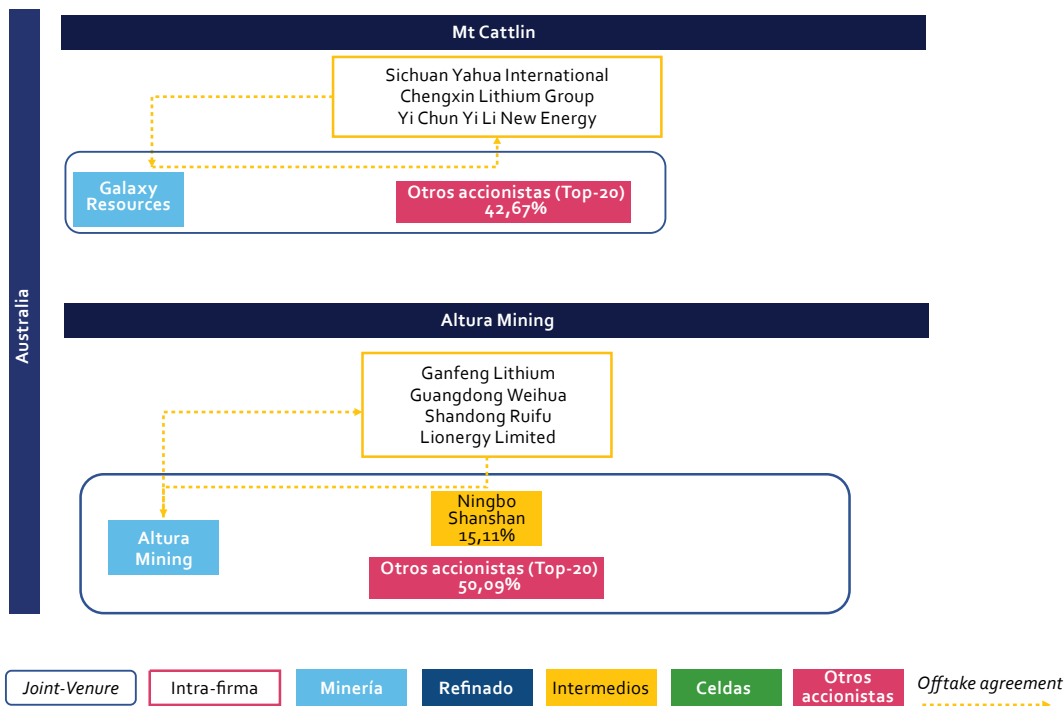 Australia
Mt Cattlin
Sichuan Yahua International
Chengxin Lithium Group
Yi Chun Yi Li New Energy
Galaxy
Resources
Otros accionistas (Top-20)
42,67%
Altura Mining
Ganfeng Lithium
Guangdong Weihua
Shandong Ruifu
Lionergy Limited
Ningbo
Shanshan
15,11%
Altura
Mining
Otros accionistas (Top-20)
50,09%
Joint-Venure
Intra-firma
Minería
Refinado
Intermedios
Celdas
Otros
accionistas
Offtake agreement